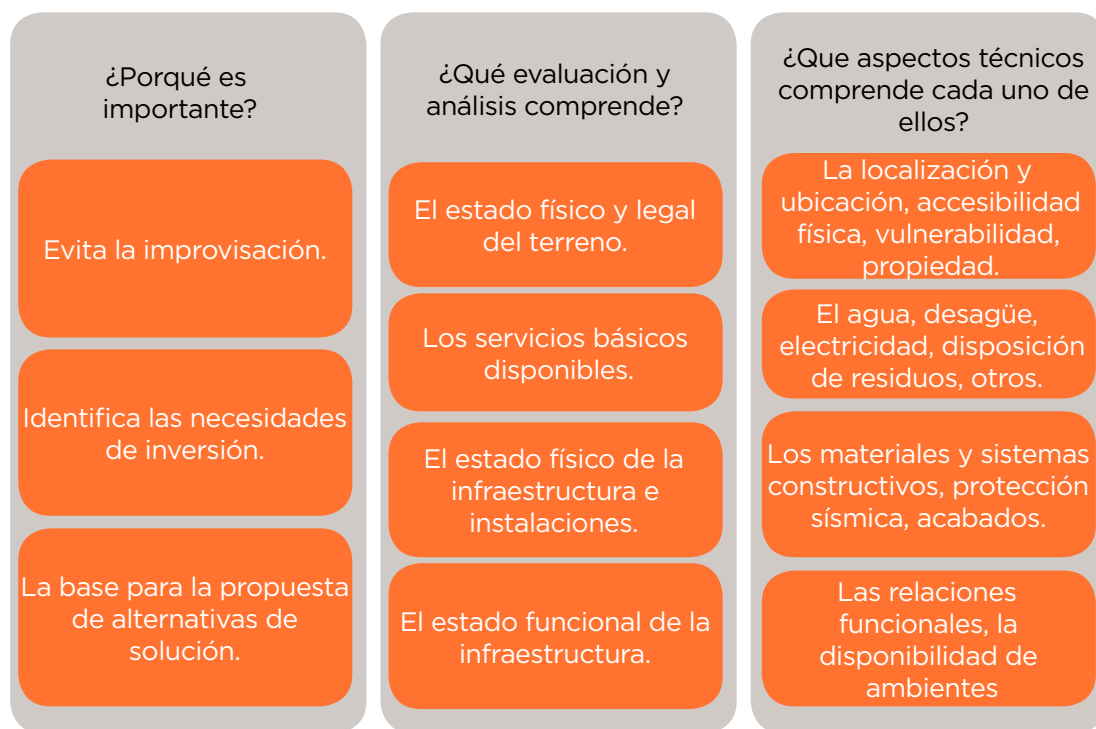 ¿Porqué es
importante?
Evita la improvisación.
Identifica las necesidades
de inversión.
La base para la propuesta
de alternativas de
solución.
¿Qué evaluación y
análisis comprende?
El estado físico y legal
del terreno.
Los servicios básicos
disponibles.
El estado físico de la
infraestructura e
instalaciones.
El estado funcional de la
infraestructura.
¿Que aspectos técnicos
comprende cada uno de
ellos?
La localización y
ubicación, accesibilidad
física, vulnerabilidad,
propiedad.
El agua, desagüe,
electricidad, disposición
de residuos, otros.
Los materiales y sistemas
constructivos, protección
sísmica, acabados.
Las relaciones
funcionales, la
disponibilidad de
ambientes